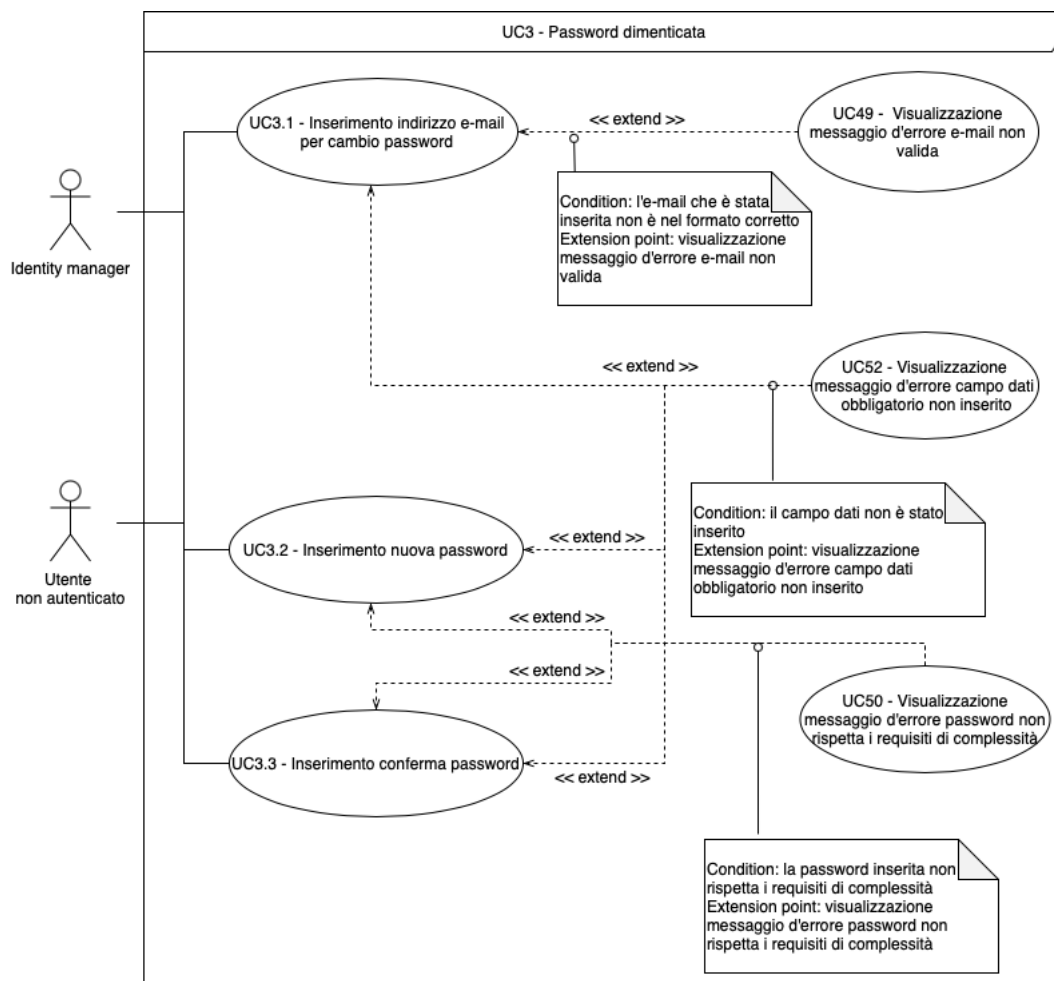 UC3 - Password dimenticata
UC3.1 - Inserimento indirizzo e-mail
per cambio password
<< extend >>
UC49 - Visualizzazione
messaggio d'errore e-mail non
valida
Condition: l'e-mail che è stata
inserita non è nel formato corretto
Extension point: visualizzazione
messaggio d'errore e-mail non
valida
Identity manager
<< extend >>
UC52 - Visualizzazione
messaggio d'errore campo dati
obbligatorio non inserito
Condition: il campo dati non è stato
inserito
Extension point: visualizzazione
messaggio d'errore campo dati
obbligatorio non inserito
Utente
non autenticato
UC3.2 - Inserimento nuova password
<< extend >>
<< extend >>
<< extend >>
UC50 - Visualizzazione
messaggio d'errore password non
rispetta i requisiti di complessità
UC3.3 - Inserimento conferma password
<< extend >>
Condition: la password inserita non
rispetta i requisiti di complessità
Extension point: visualizzazione
messaggio d'errore password non
rispetta i requisiti di complessità